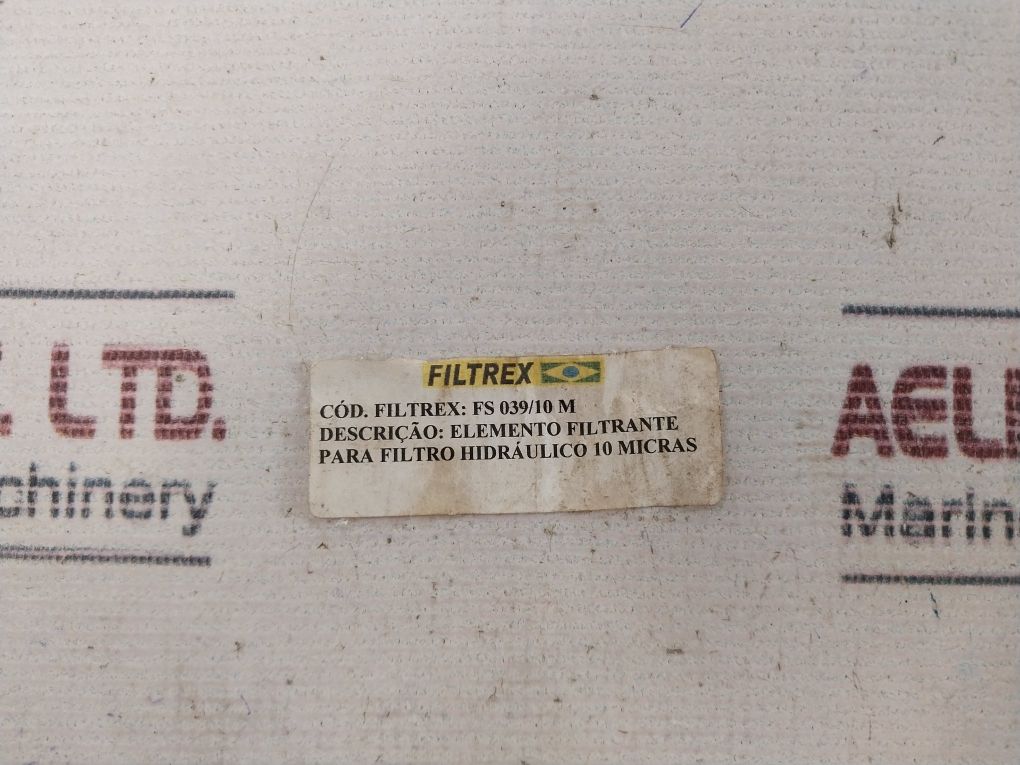 FILTREX
CÓD. FILTREX: FS 039/10 M
DESCRIÇÃO: ELEMENTO FILTRANTE
PARA FILTRO HIDRÁULICO 10 MICRAS
LTD.
chinery
AEL
Marin